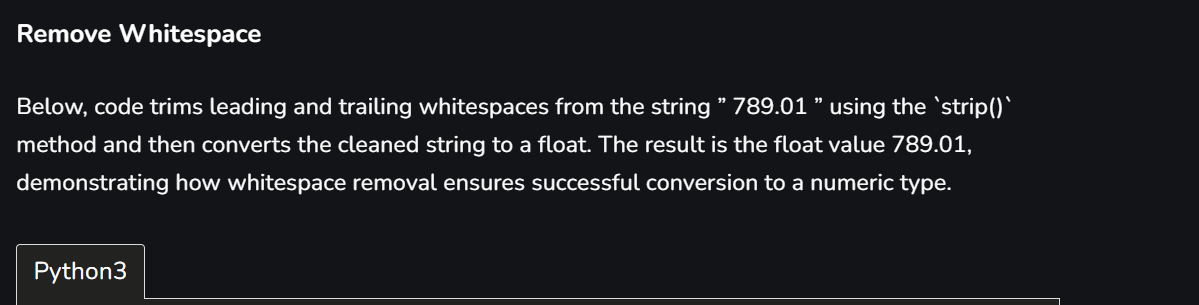 Remove Whitespace
Below, code trims leading and trailing whitespaces from the string ” 789.01 ” using the `strip()`
method and then converts the cleaned string to a float. The result is the float value 789.01,
demonstrating how whitespace removal ensures successful conversion to a numeric type.
Python3